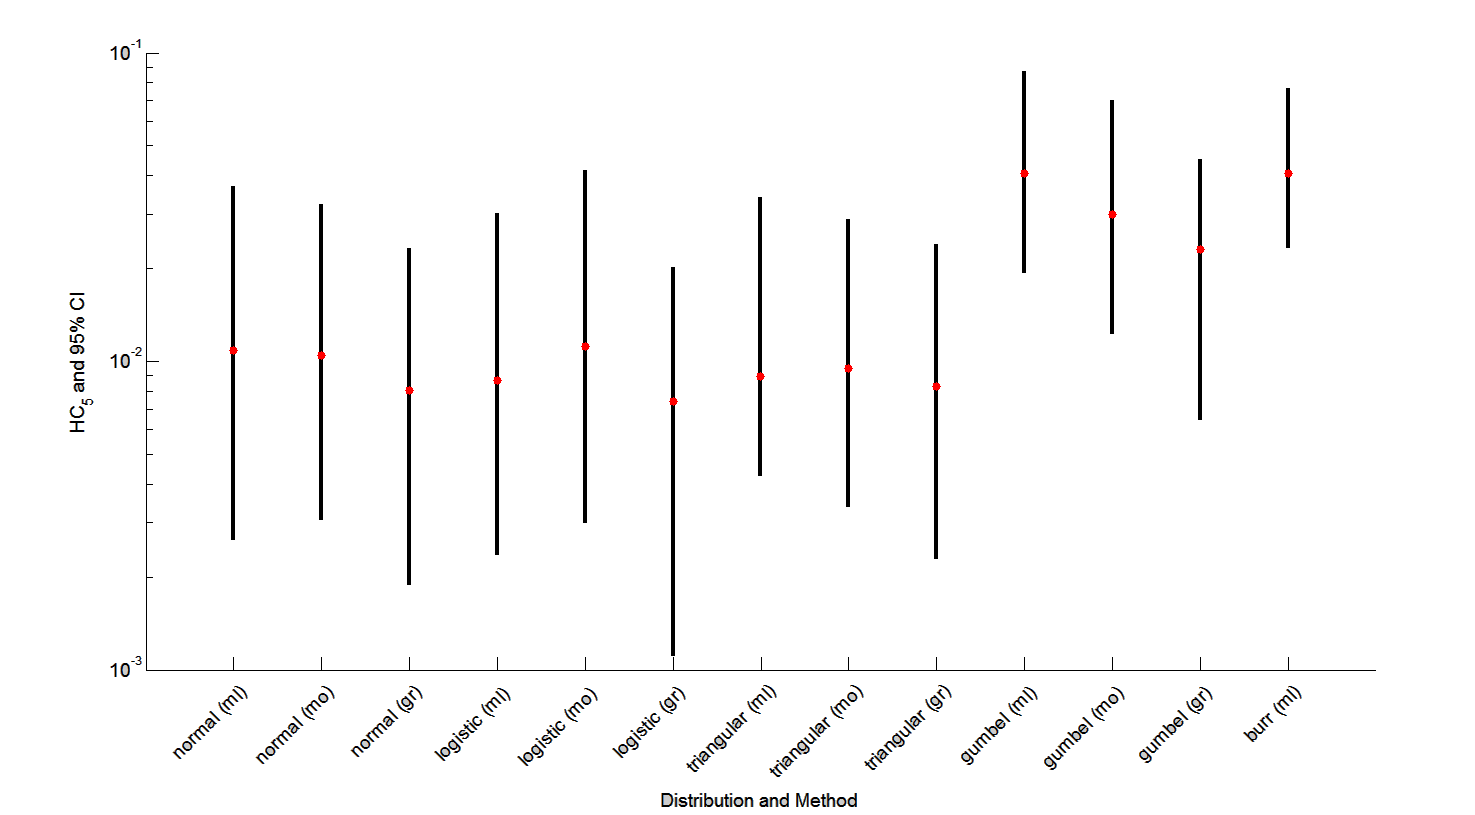 10-1
10-2
10-3
HC5 and 95% CI
normal (ml)
normal (mo)
normal (gr)
logistic (ml)
logistic (mo)
logistic (gr)
triangular (ml)
triangular (mo)
triangular (gr)
gumbel (ml)
gumbel (mo)
gumbel (gr)
burr (ml)
Distribution and Method